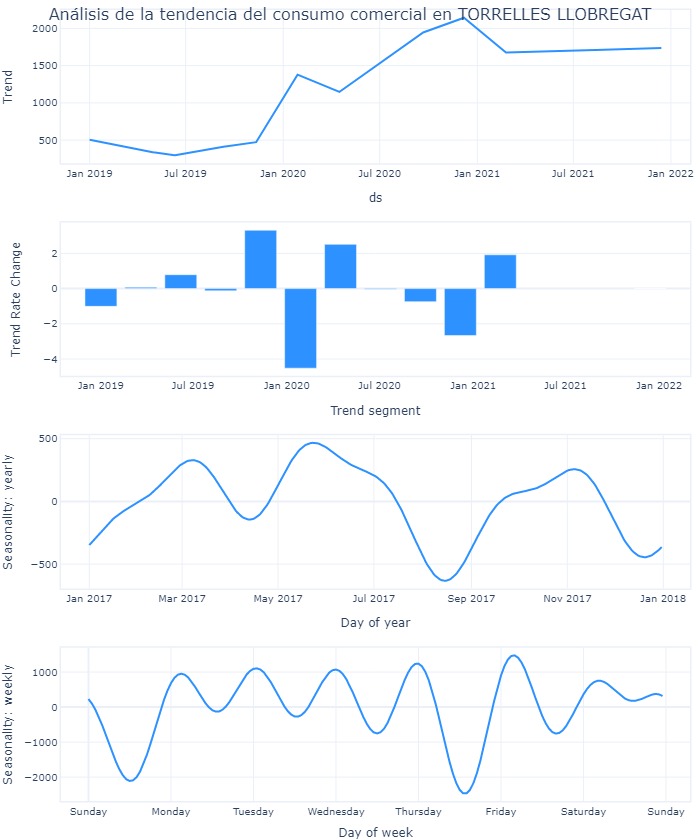 Análisis de la tendencia del consumo comercial en TORRELLES LLOBREGAT
Trend
2000
1500
1000
500
Jan 2019 Jul 2019 Jan 2020 Jul 2020 Jan 2021 Jul 2021 Jan 2022
ds
Trend Rate Change
2
0
−2
−4
Jan 2019 Jul 2019 Jan 2020 Jul 2020 Jan 2021 Jul 2021 Jan 2022
Trend segment
Seasonality: yearly
500
0
−500
Jan 2017 Mar 2017 May 2017 Jul 2017 Sep 2017 Nov 2017 Jan 2018
Day of year
Seasonality: weekly
1000
0
−1000
−2000
Sunday Monday Tuesday Wednesday Thursday Friday Saturday Sunday
Day of week